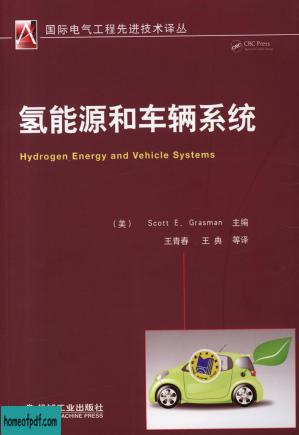 国际电气工程先进技术译丛
CRC Press
氢能源和车辆系统
Hydrogen Energy and Vehicle Systems
(美) Scott E. Grasman 主编
王青春 王典 等译
机械工业出版社
MACHINE PRESS
homeofpdf.com